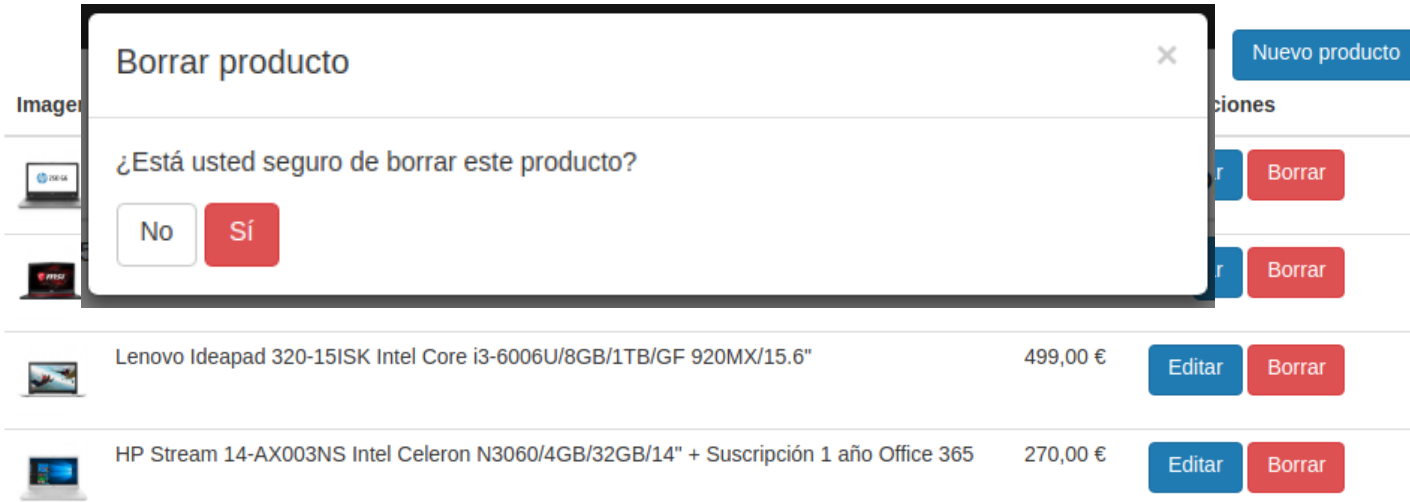 Borrar producto ×
Nuevo producto
¿Está usted seguro de borrar este producto?
No Sí
Borrar
Borrar
Lenovo Ideapad 320-15ISK Intel Core i3-6006U/8GB/1TB/GF 920MX/15.6" 499,00 € Editar Borrar
HP Stream 14-AX003NS Intel Celeron N3060/4GB/32GB/14" + Suscripción 1 año Office 365 270,00 € Editar Borrar